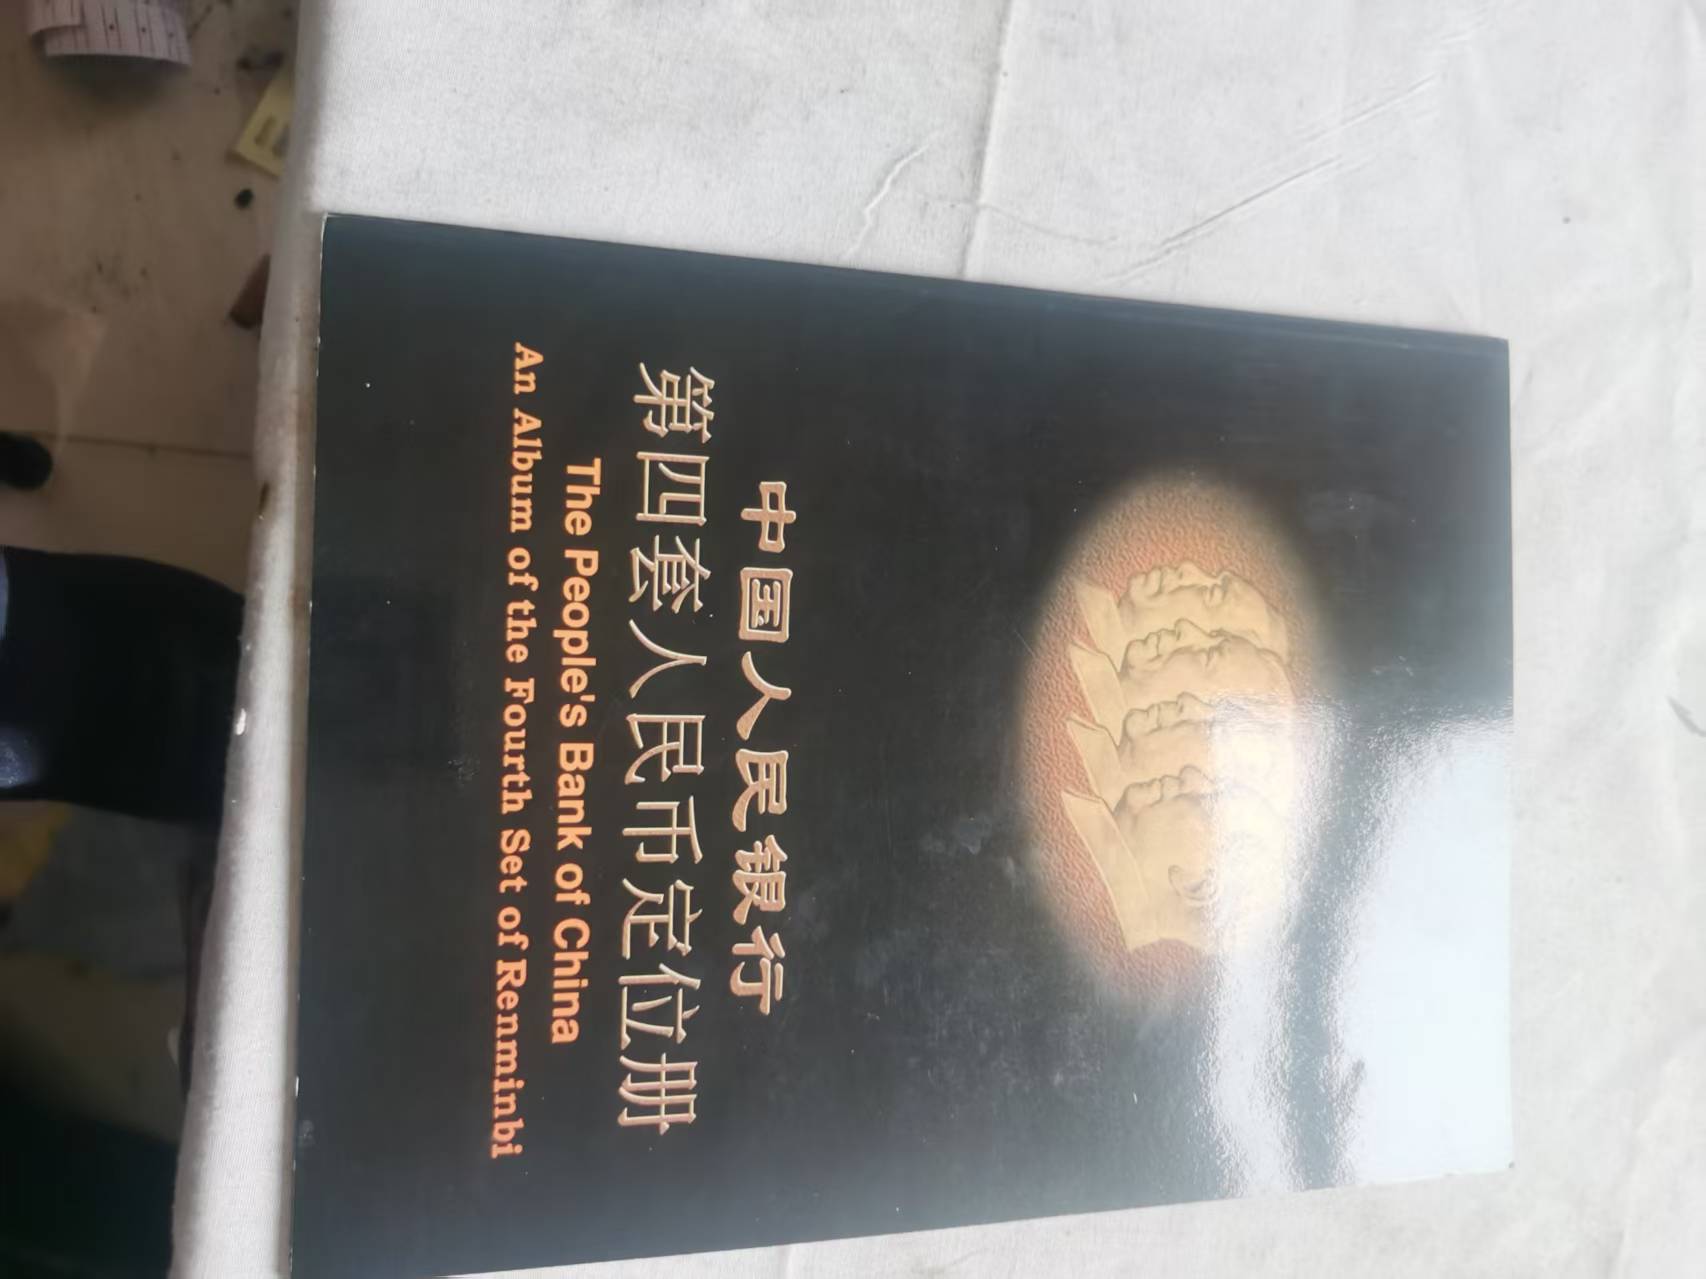 中国人民银行
第四套人民币定位册
The People's Bank of China
An Album of the Fourth Set of Renminbi